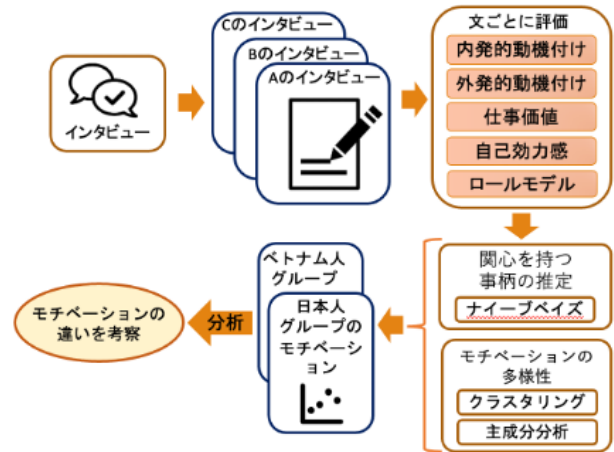 インタビュー
Cのインタビュー
Bのインタビュー
Aのインタビュー
文ごとに評価
内発的動機付け
外発的動機付け
仕事価値
自己効力感
ロールモデル
関心を持つ
事柄の推定
ナイーブベイズ
モチベーションの
多様性
クラスタリング
主成分分析
ベトナム人
グループ
日本人
グループの
モチベーシ
ョン
分析
モチベーションの
違いを考察